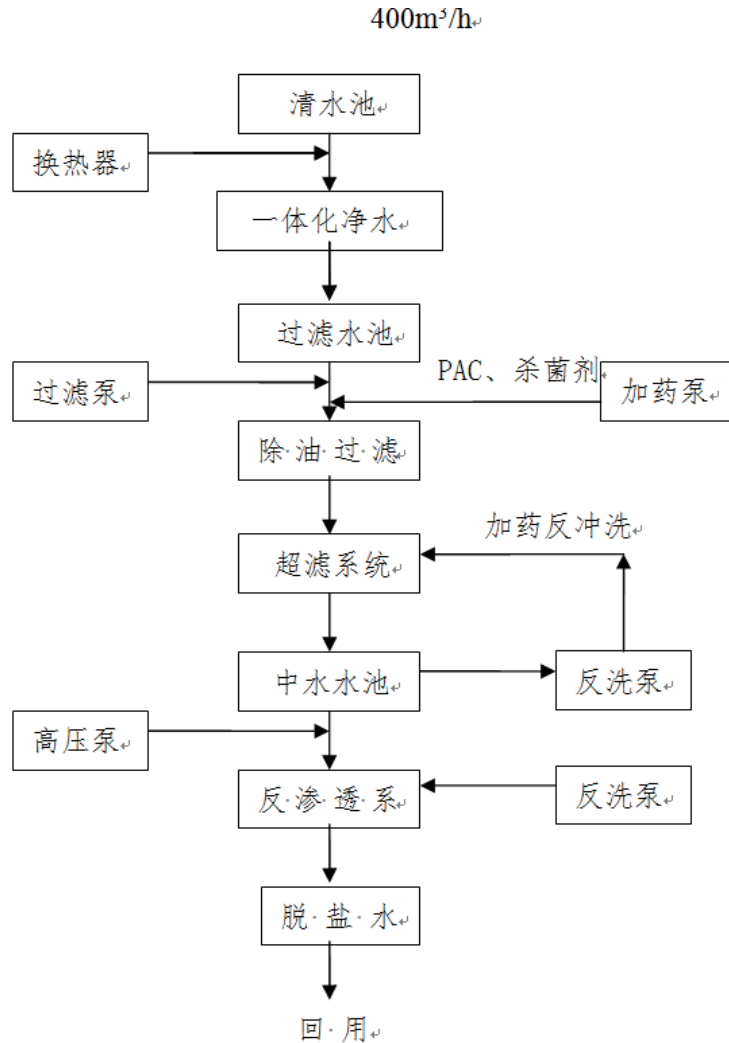 400m³/h
清水池
换热器
一体化净水
过滤水池
PAC、杀菌剂
过滤泵
加药泵
除·油·过·滤
加药反冲洗
超滤系统
中水水池
反洗泵
高压泵
反·渗·透·系
反洗泵
脱·盐·水
回·用